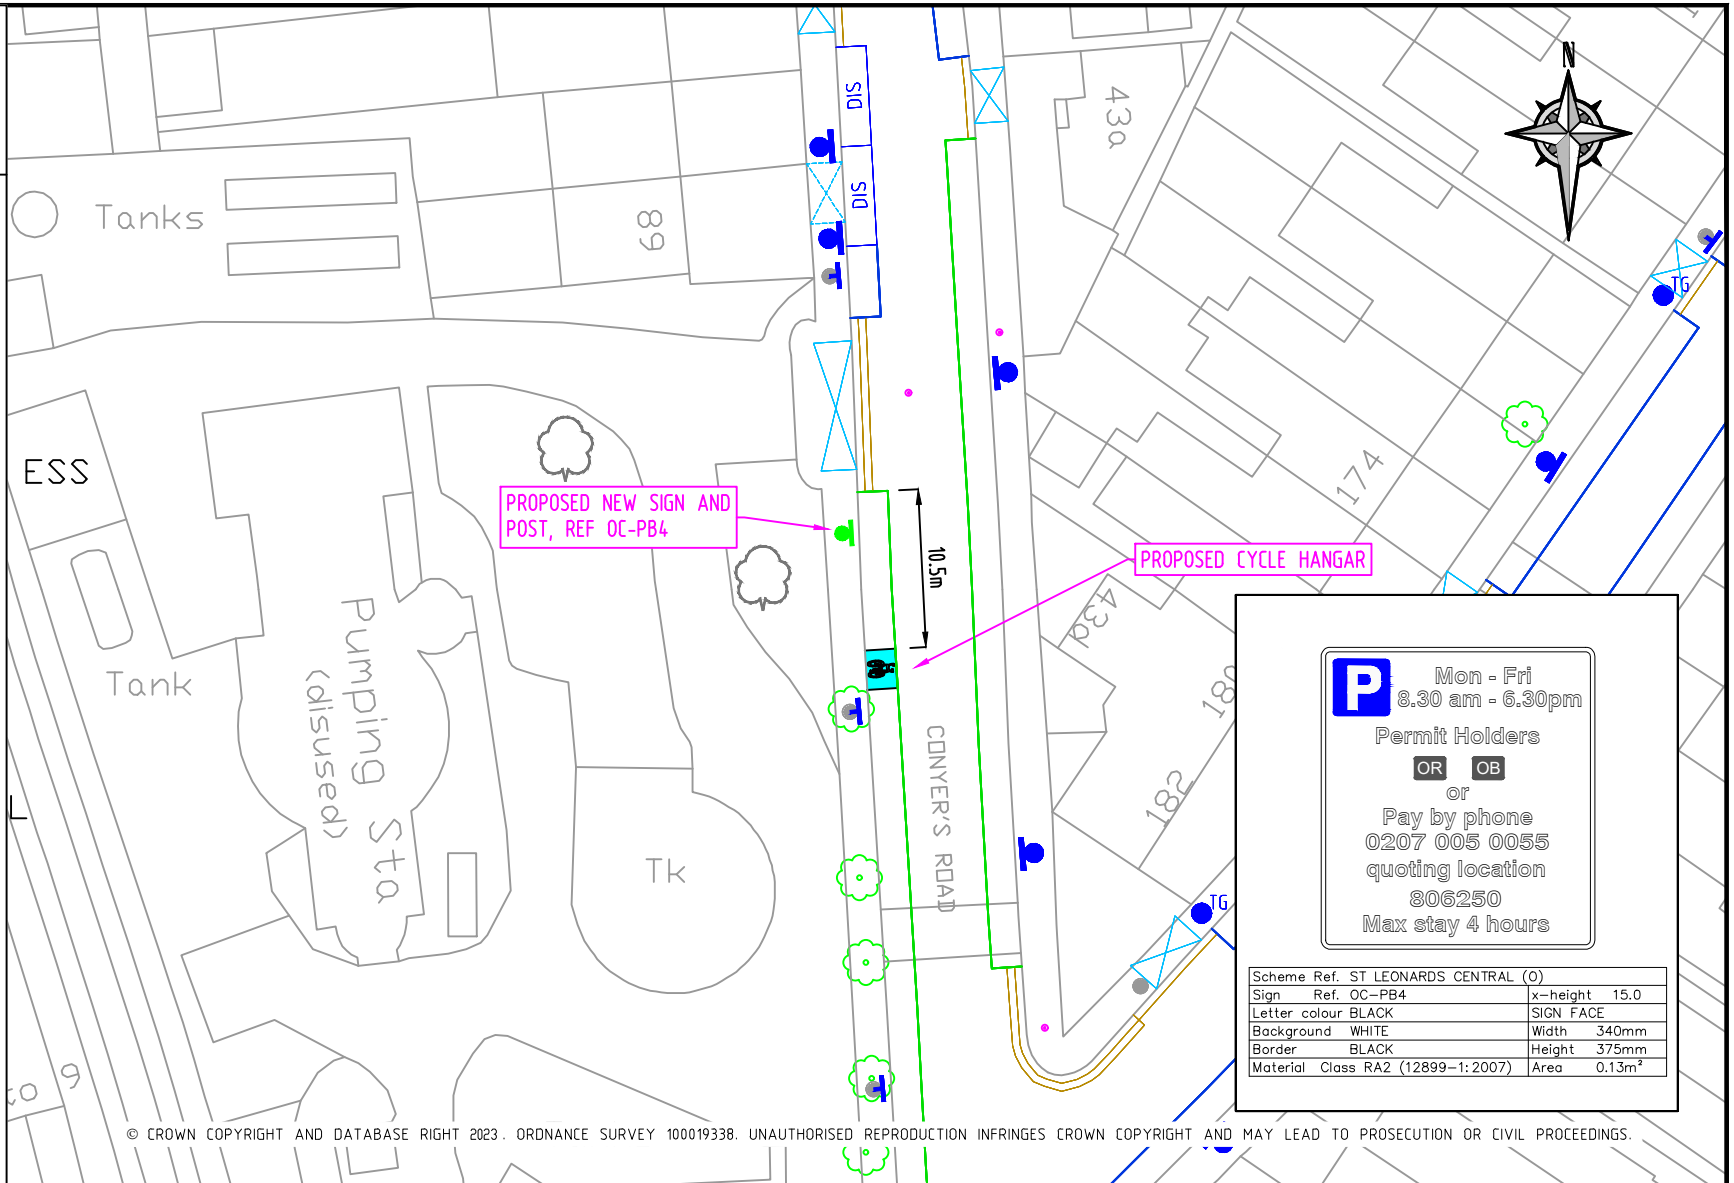 N
43a
DIS
DIS
Tanks
89
TG
ESS
174
PROPOSED NEW SIGN AND
POST, REF OC-PB4
10.5m
PROPOSED CYCLE HANGAR
43d
Pumping Sta
(disused)
Tank
180
CONYER'S ROAD
182
Tk
TG
P
Mon - Fri
8.30 am - 6.30pm
Permit Holders
OR OB
or
Pay by phone
0207 005 0055
quoting location
806250
Max stay 4 hours
Scheme Ref. ST LEONARDS CENTRAL (O)
Sign Ref. OC-PB4 x-height 15.0
Letter colour BLACK SIGN FACE
Background WHITE Width 340mm
Border BLACK Height 375mm
Material Class RA2 (12899-1:2007) Area 0.13m²
to 9
© CROWN COPYRIGHT AND DATABASE RIGHT 2023. ORDNANCE SURVEY 100019338. UNAUTHORISED REPRODUCTION INFRINGES CROWN COPYRIGHT AND MAY LEAD TO PROSECUTION OR CIVIL PROCEEDINGS.